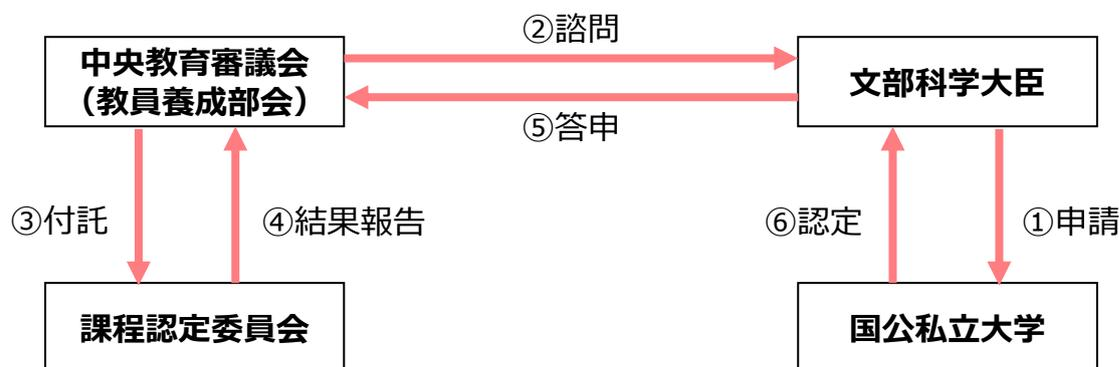 ②諮問
中央教育審議会
（教員養成部会）
文部科学大臣
⑤答申
③付託
④結果報告
⑥認定
①申請
課程認定委員会
国公私立大学